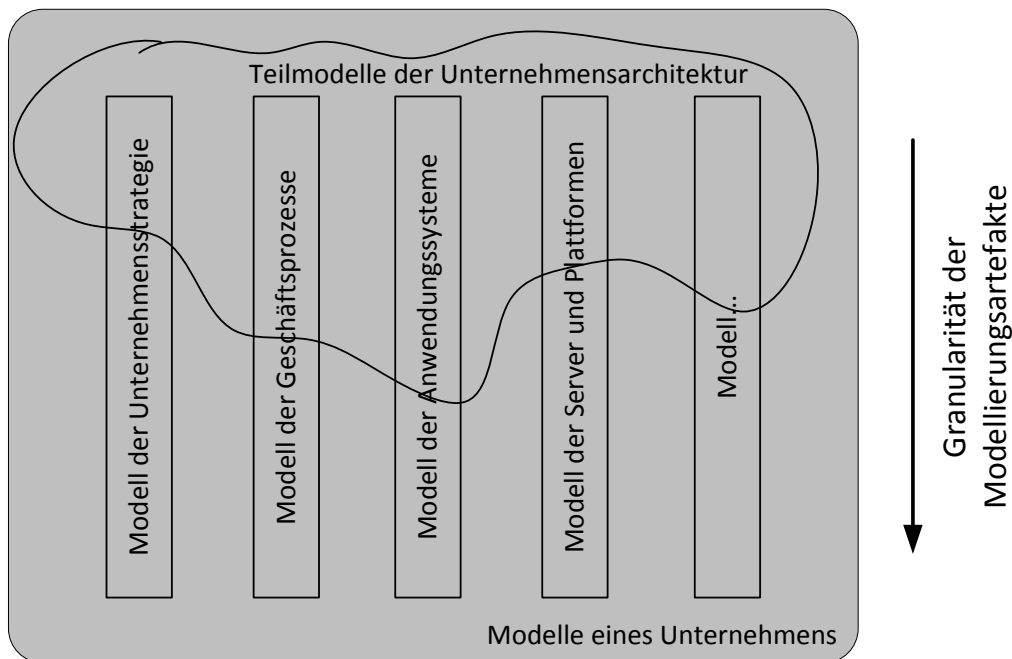 Teilmodelle der Unternehmensarchitektur
Modell der Unternehmensstrategie
Modell der Geschäftsprozesse
Modell der Anwendungssysteme
Modell der Server und Plattformen
Modell...
Modelle eines Unternehmens
Granularität der
Modellierungsartefakte